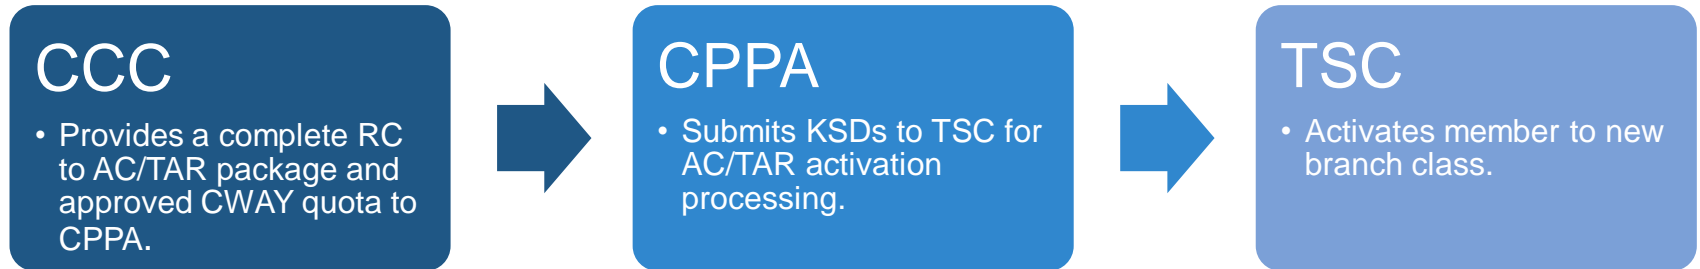 CCC
• Provides a complete RC
to AC/TAR package and
approved CWAY quota to
CPPA.
CPPA
• Submits KSDs to TSC for
AC/TAR activation
processing.
TSC
• Activates member to new
branch class.